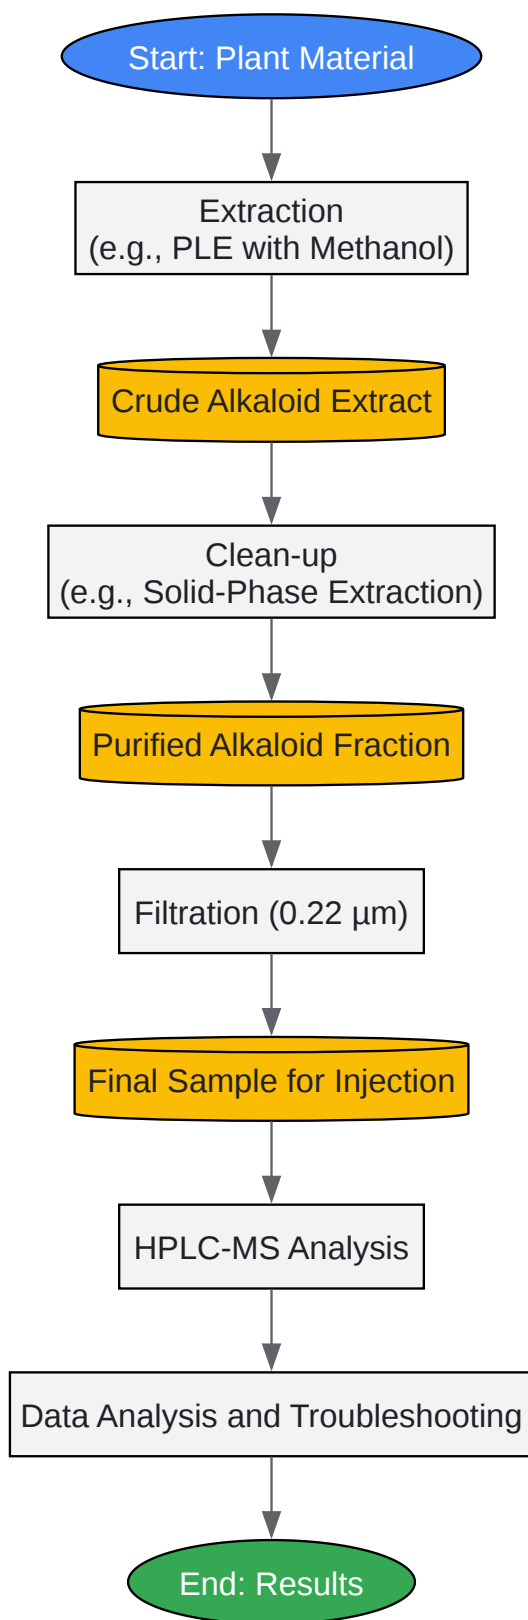 Start: Plant Material
Extraction
(e.g., PLE with Methanol)
Crude Alkaloid Extract
Clean-up
(e.g., Solid-Phase Extraction)
Purified Alkaloid Fraction
Filtration (0.22 µm)
Final Sample for Injection
HPLC-MS Analysis
Data Analysis and Troubleshooting
End: Results